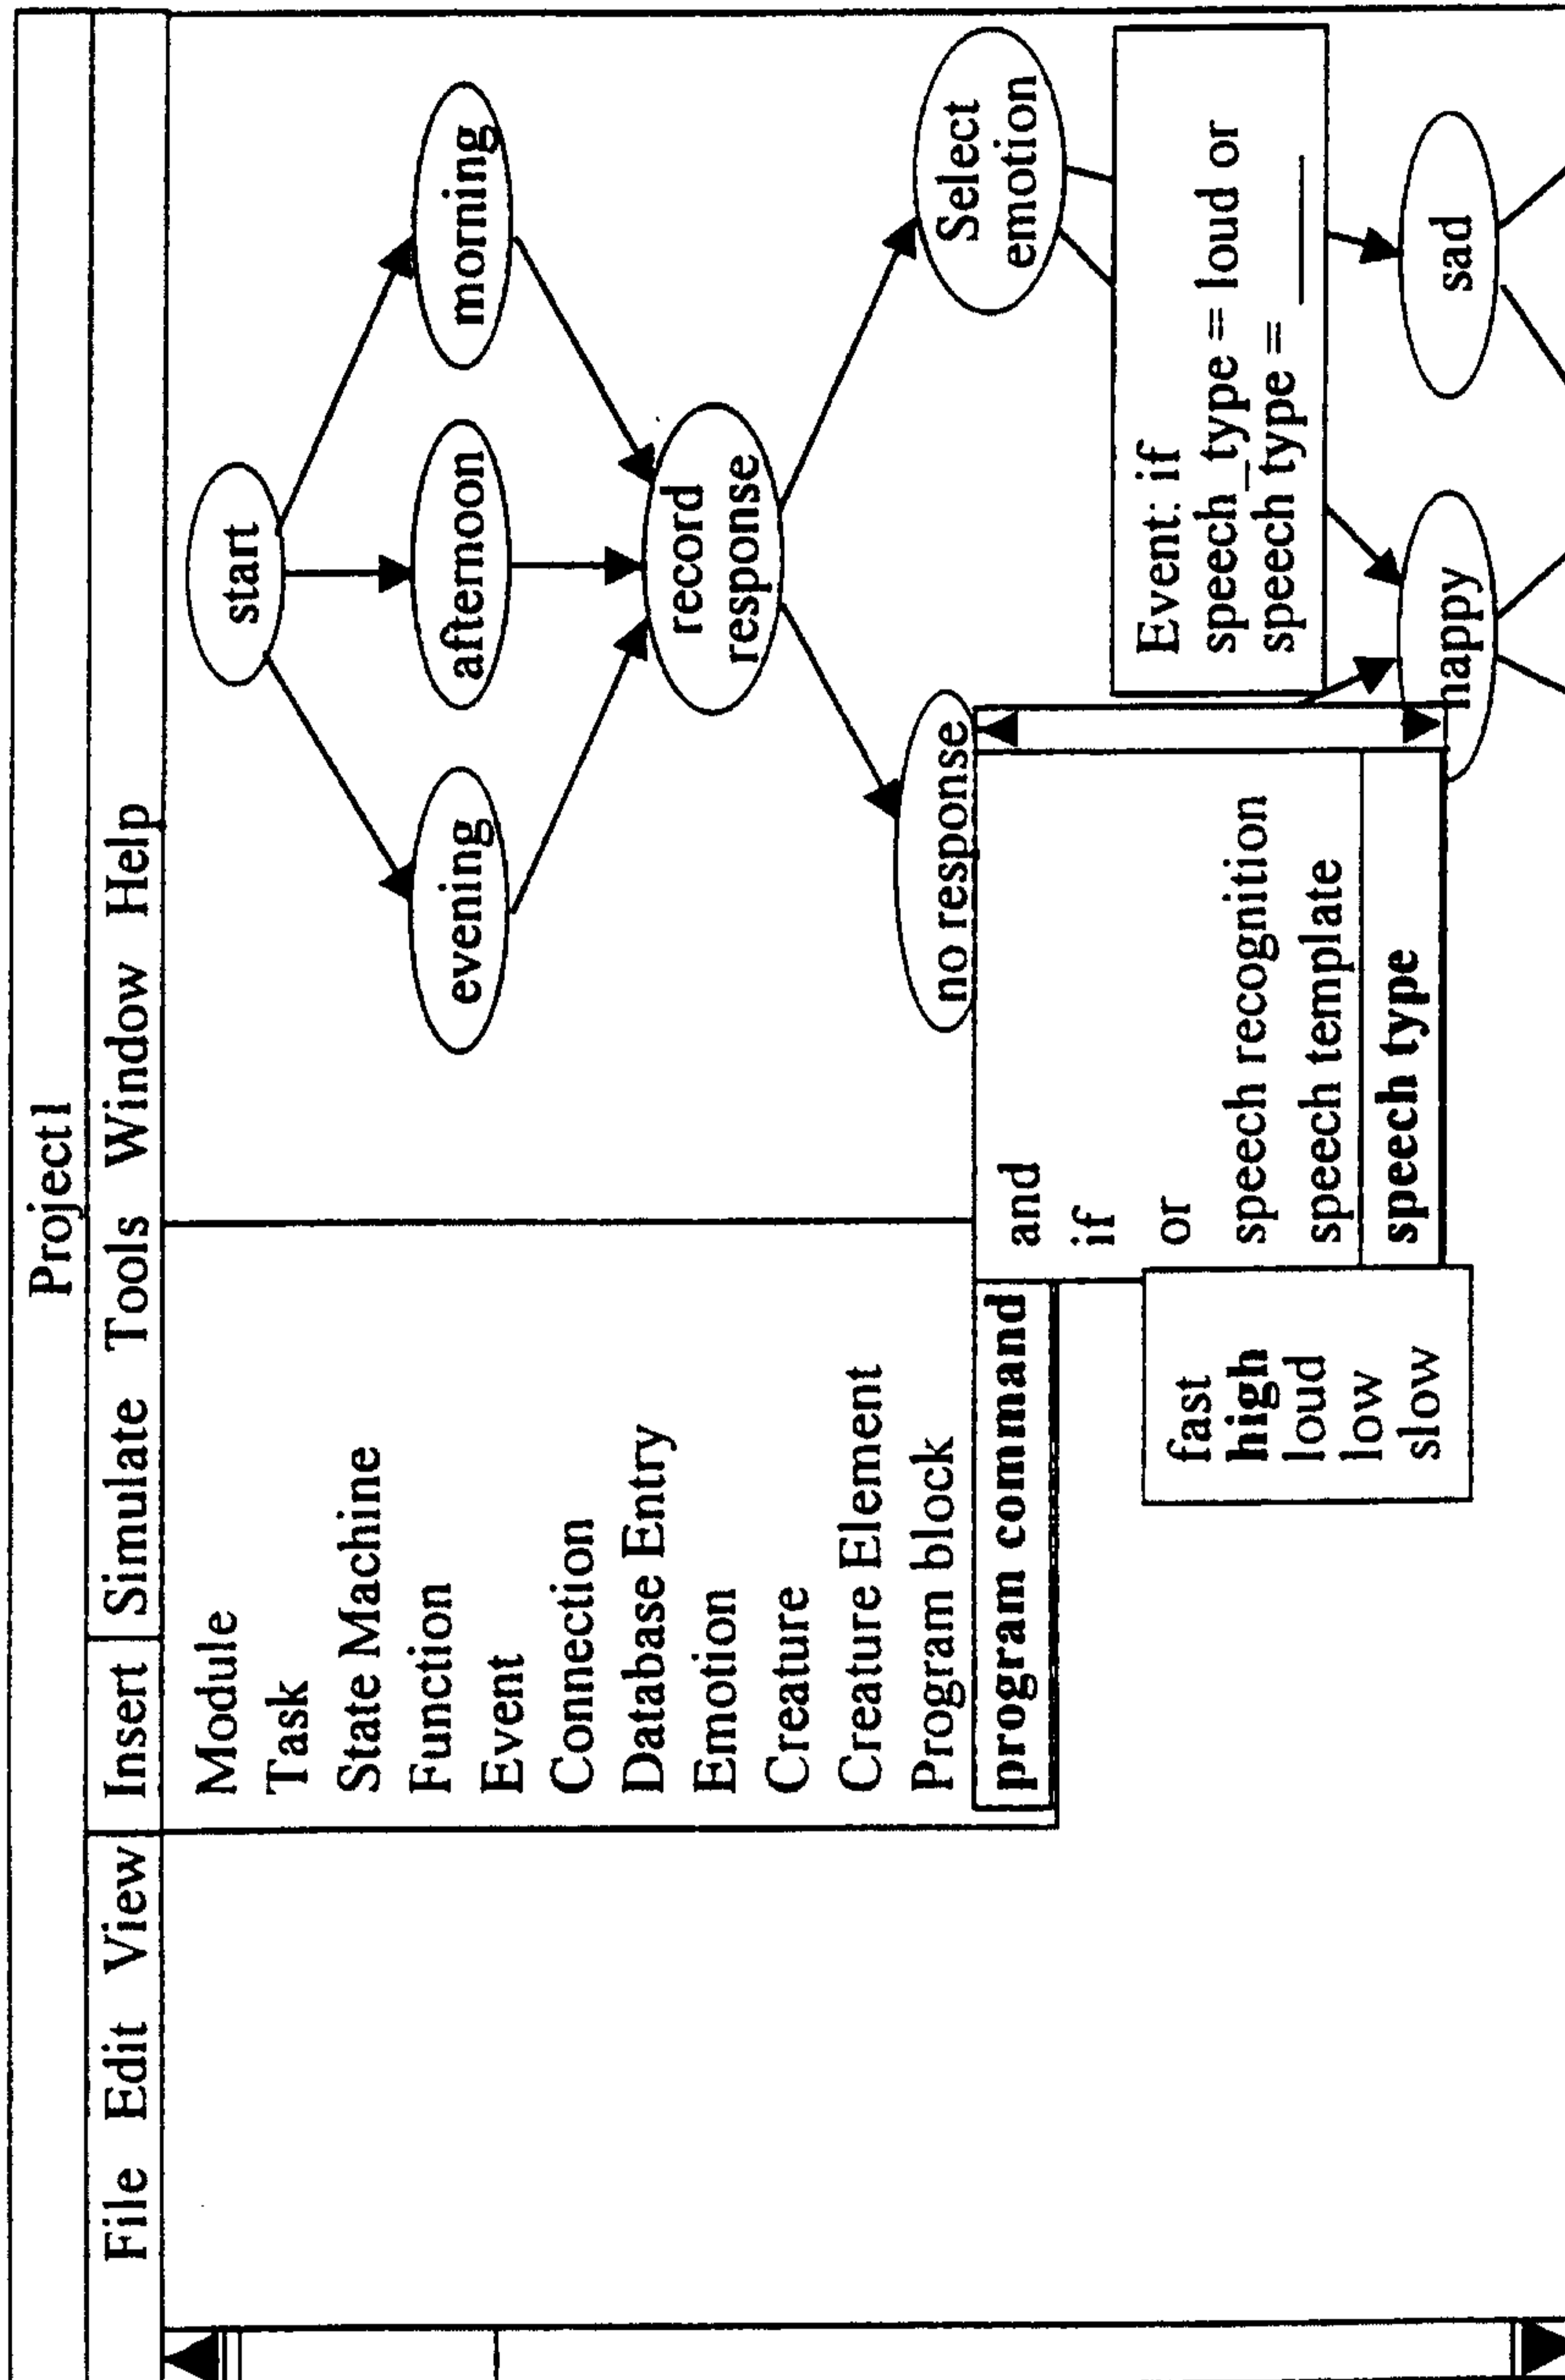 Project1
File Edit View Insert Simulate Tools Window Help
Module
Task
State Machine
Function
Event
Connection
Database Entry
Emotion
Creature
Creature Element
Program block
program command
and
if
or
speech recognition
speech template
speech type
fast
high
loud
low
slow
start
evening
afternoon
morning
record
response
no response
Select
emotion
Event: if
speech_type = loud or
speech type = ___
happy
sad